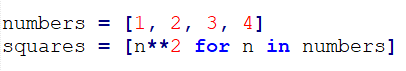 numbers = [1, 2, 3, 4]
squares = [n**2 for n in numbers]